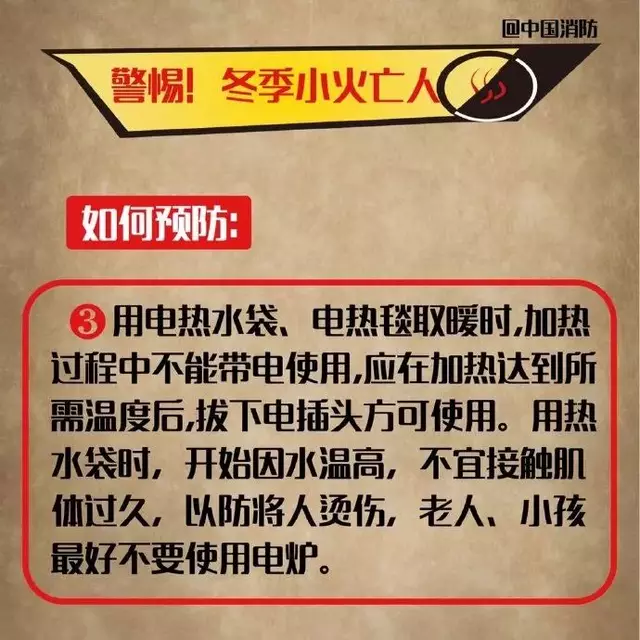 @中国消防
警惕! 冬季小火亡人
如何预防:
3 用电热水袋、电热毯取暖时,加热
过程中不能带电使用,应在加热达到所
需温度后,拔下电插头方可使用。用热
水袋时,开始因水温高,不宜接触肌
体过久,以防将人烫伤,老人、小孩
最好不要使用电炉。